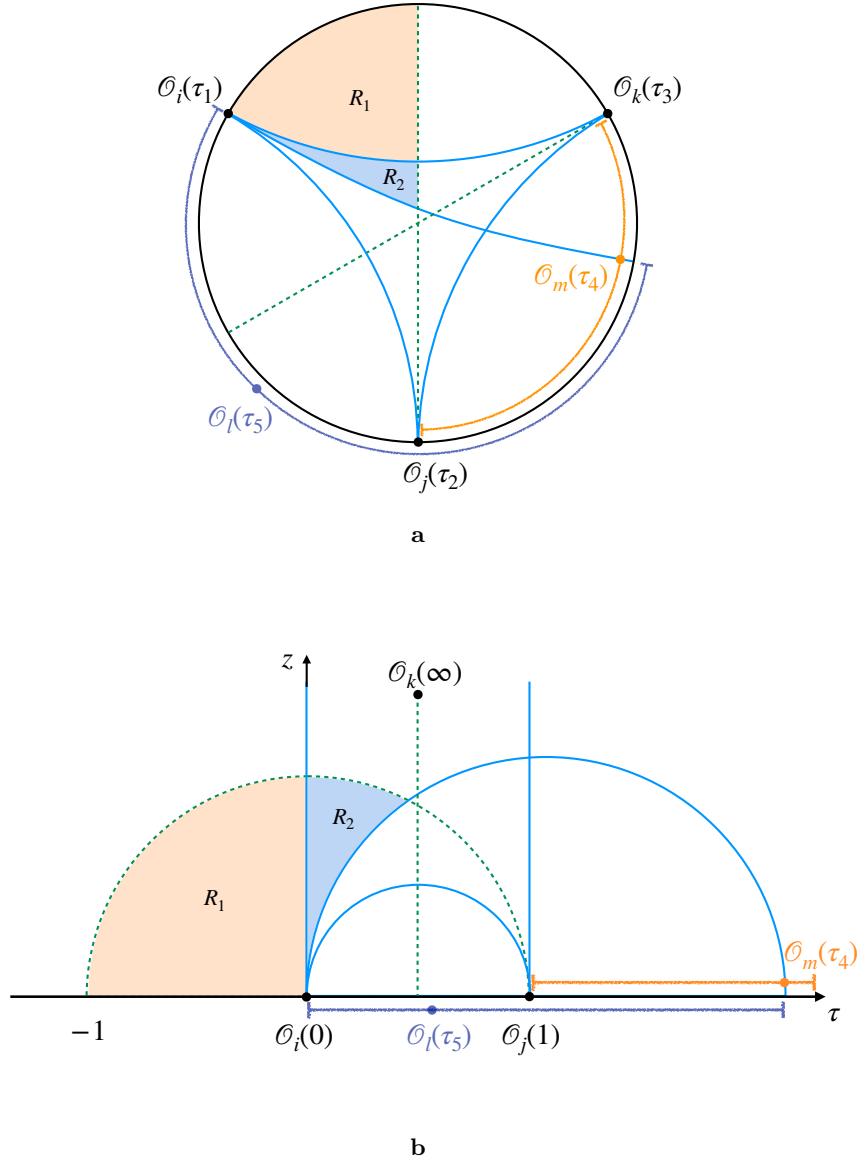 𝒪ᵢ(τ₁)
𝒪ₖ(τ₃)
R₁
R₂
𝒪ₘ(τ₄)
𝒪ₗ(τ₅)
𝒪ⱼ(τ₂)
a
z
𝒪ₖ(∞)
R₂
R₁
𝒪ₘ(τ₄)
−1
𝒪ᵢ(0)
𝒪ₗ(τ₅)
𝒪ⱼ(1)
τ
b